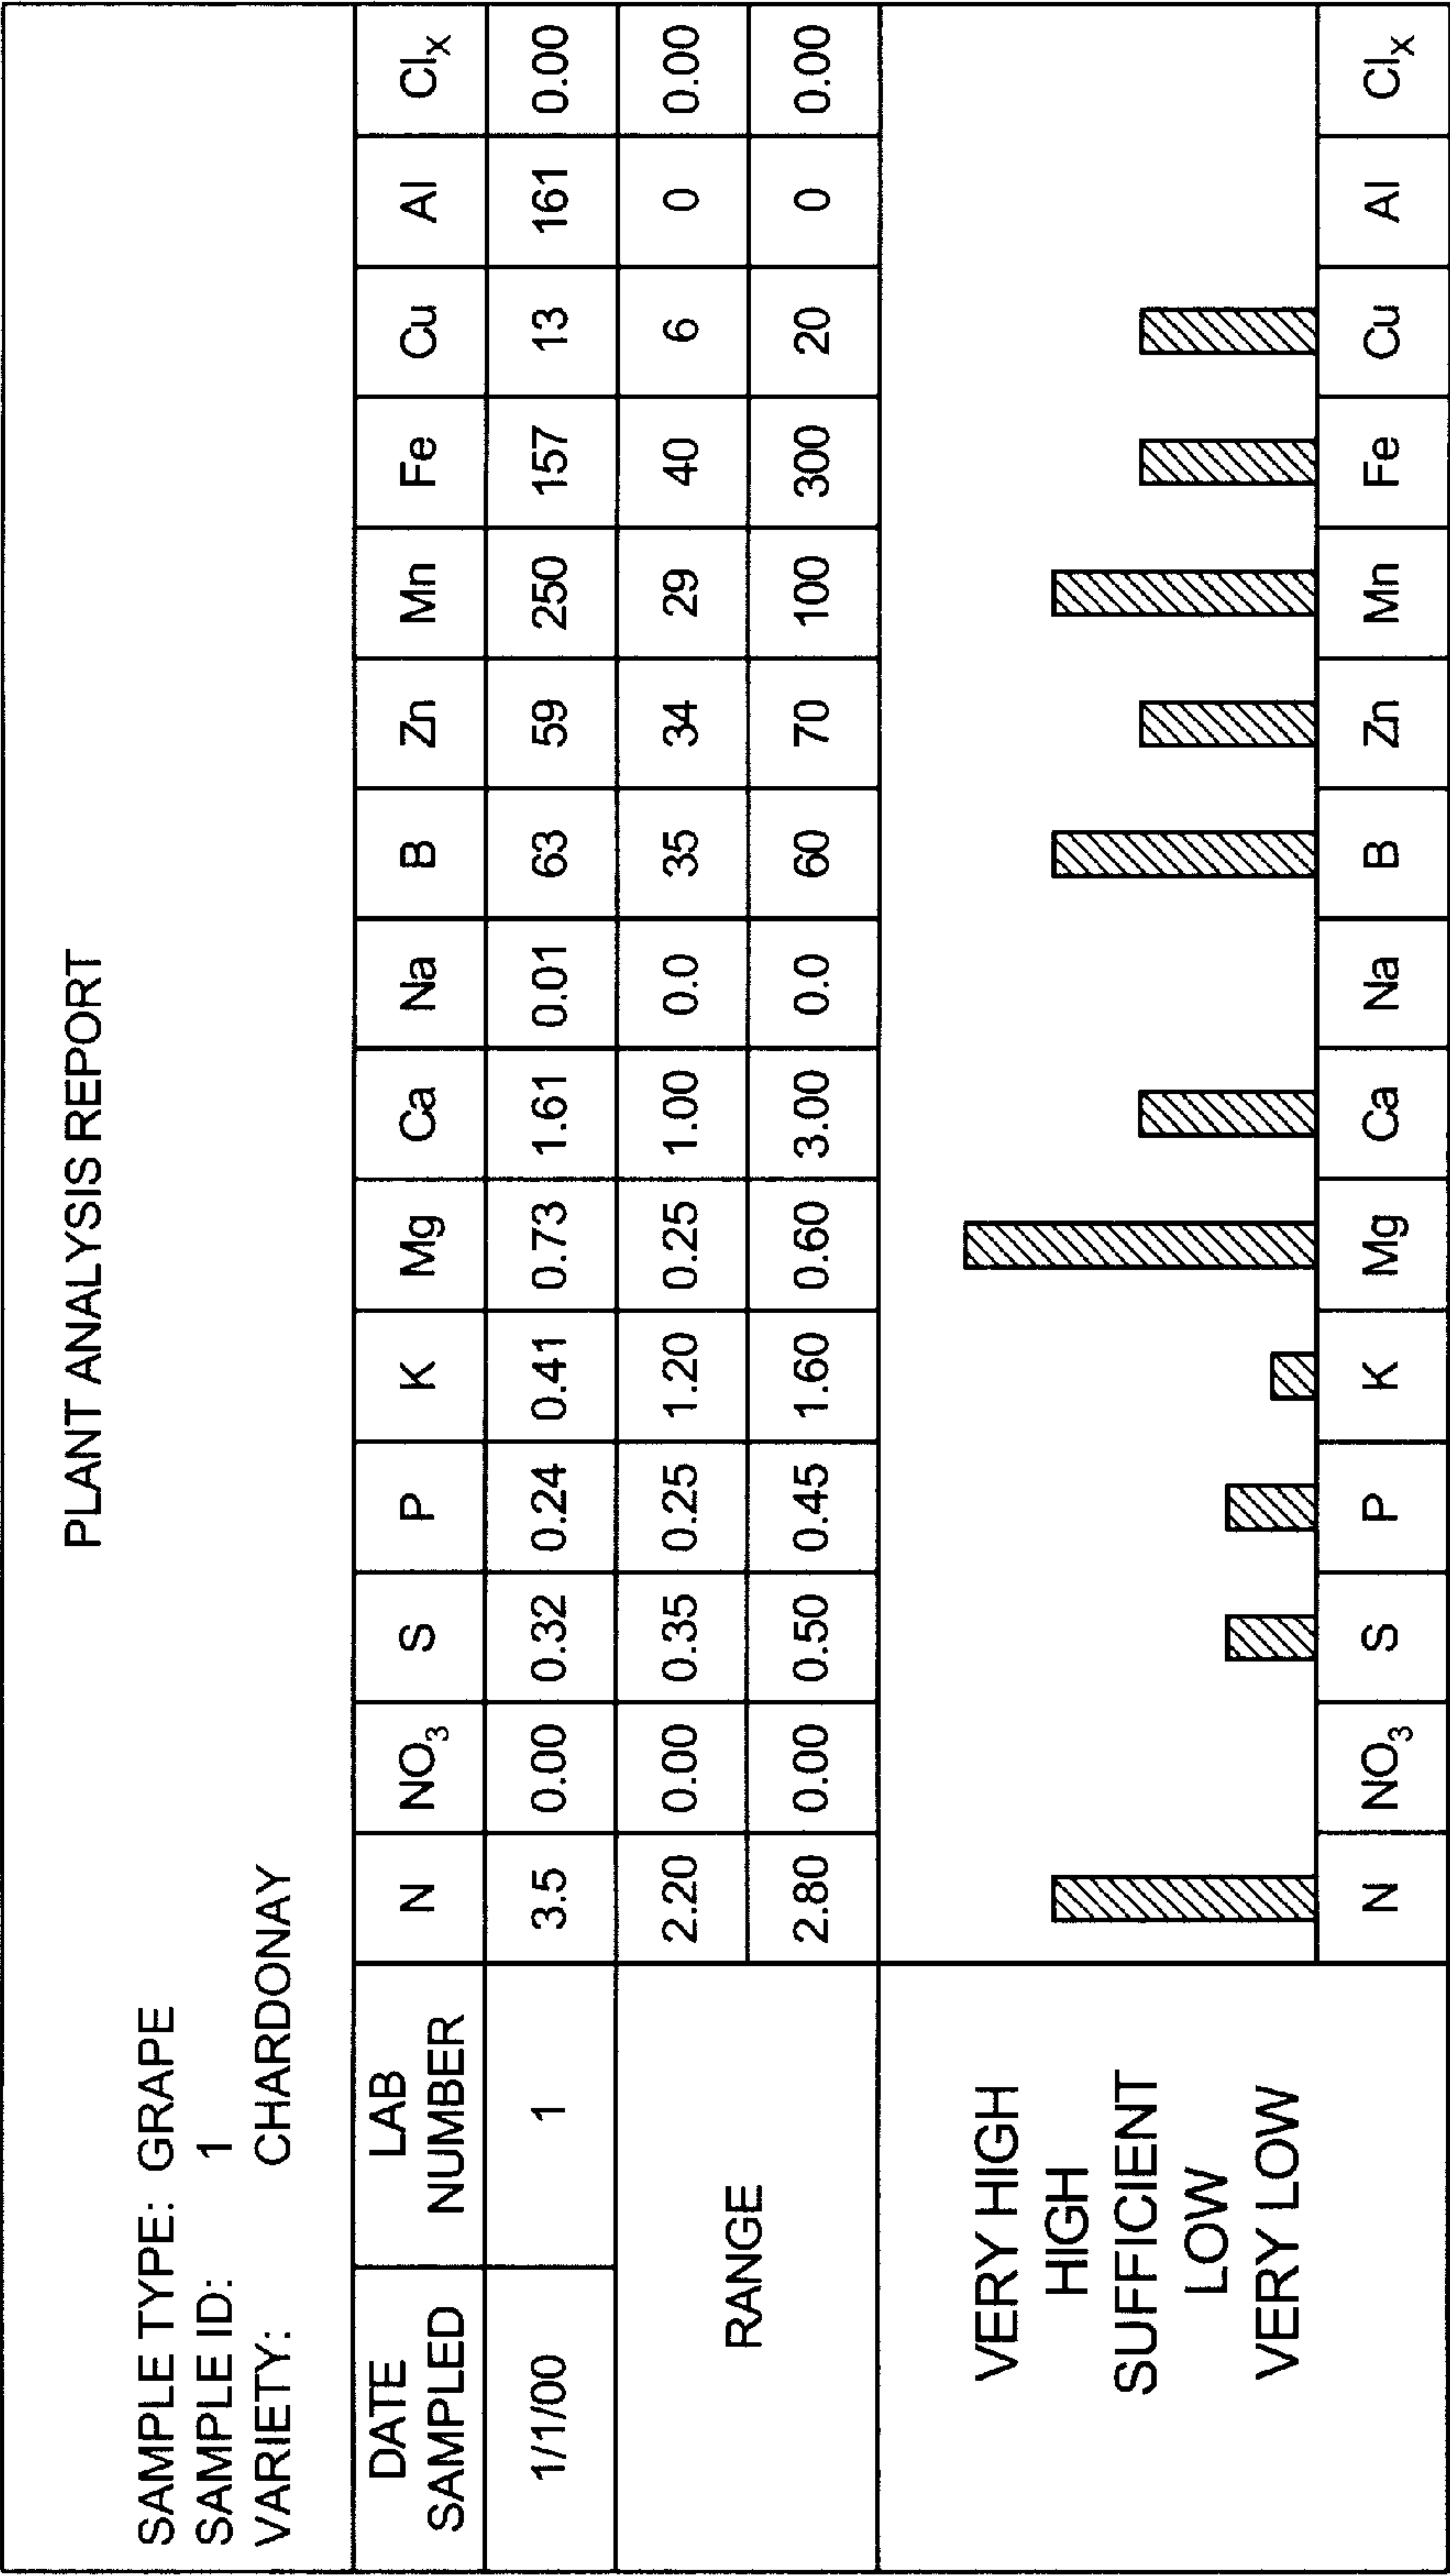 PLANT ANALYSIS REPORT
SAMPLE TYPE: GRAPE
SAMPLE ID: 1
VARIETY: CHARDONAY
DATE SAMPLED LAB NUMBER N NO₃ S P K Mg Ca Na B Zn Mn Fe Cu Al Clₓ
1/1/00 1 3.5 0.00 0.32 0.24 0.41 0.73 1.61 0.01 63 59 250 157 13 161 0.00
RANGE
2.20 0.00 0.35 0.25 1.20 0.25 1.00 0.0 35 34 29 40 6 0 0.00
2.80 0.00 0.50 0.45 1.60 0.60 3.00 0.0 60 70 100 300 20 0 0.00
VERY HIGH
HIGH
SUFFICIENT
LOW
VERY LOW
N NO₃ S P K Mg Ca Na B Zn Mn Fe Cu Al Clₓ